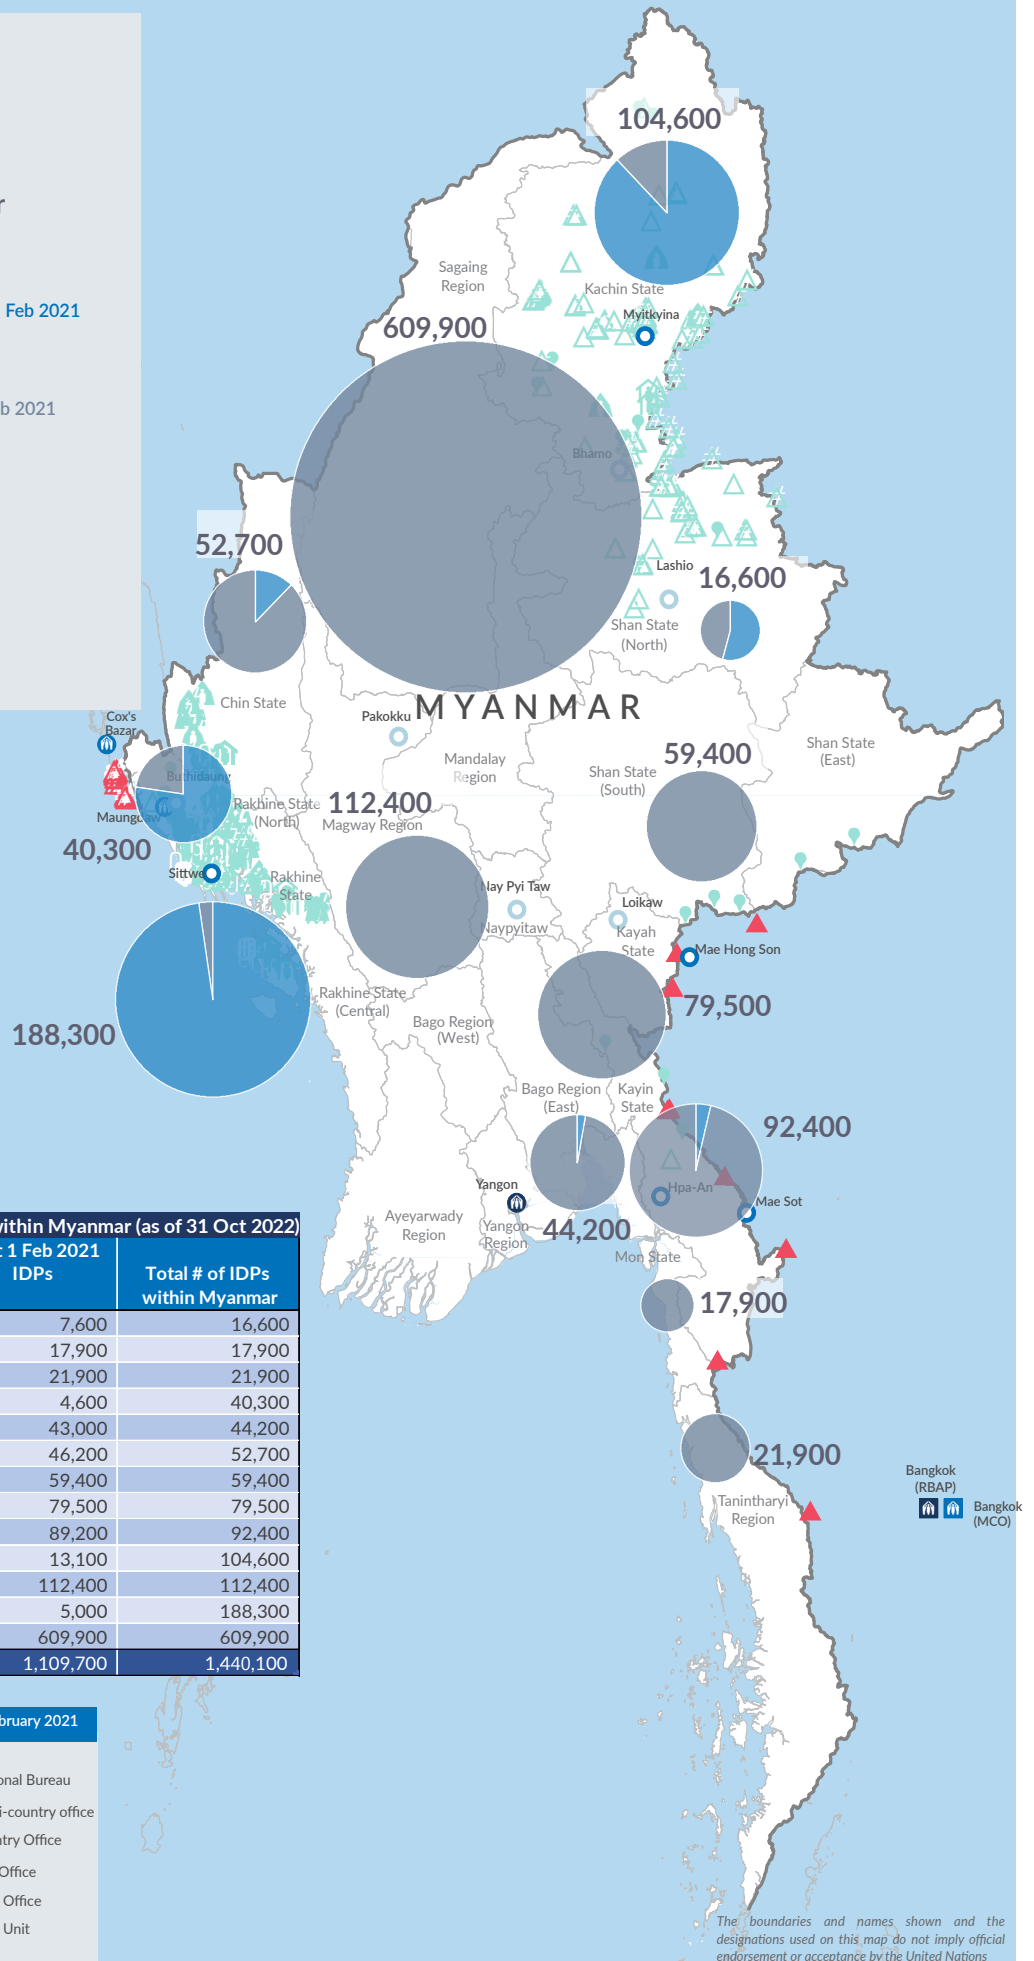 104,600
r
Sagaing
Region
Kachin State
Feb 2021
Myitkyina
609,900
b 2021
Bhamo
52,700
Lashio
16,600
Shan State
(North)
Chin State
MYANMAR
Cox's
Bazar
Pakokku
Shan State
(East)
59,400
Mandalay
Region
Shan State
(South)
Buthidaung
Rakhine State
(North)
112,400
Magway Region
Maungdaw
40,300
Sittwe
Rakhine
State
Nay Pyi Taw
Naypyitaw
Loikaw
Kayah
State
Mae Hong Son
Rakhine State
(Central)
79,500
188,300
Bago Region
(West)
Bago Region
(East)
Kayin
State
92,400
Yangon
Hpa-An
Mae Sot
Ayeyarwady
Region
Yangon
Region
44,200
Mon State
within Myanmar (as of 31 Oct 2022)
t 1 Feb 2021
IDPs
Total # of IDPs
within Myanmar
17,900
7,600 16,600
17,900 17,900
21,900 21,900
4,600 40,300
43,000 44,200
46,200 52,700
59,400 59,400
79,500 79,500
89,200 92,400
13,100 104,600
112,400 112,400
5,000 188,300
609,900 609,900
1,109,700 1,440,100
21,900
Tanintharyi
Region
Bangkok
(RBAP)
Bangkok
(MCO)
bruary 2021
onal Bureau
i-country office
ntry Office
Office
Office
Unit
The boundaries and names shown and the
designations used on this map do not imply official
endorsement or acceptance by the United Nations